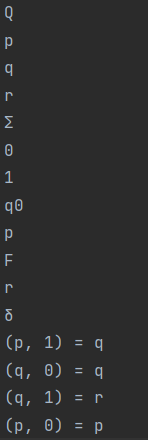 Q
p
q
r
Σ
0
1
q0
p
F
r
δ
(p, 1) = q
(q, 0) = q
(q, 1) = r
(p, 0) = p